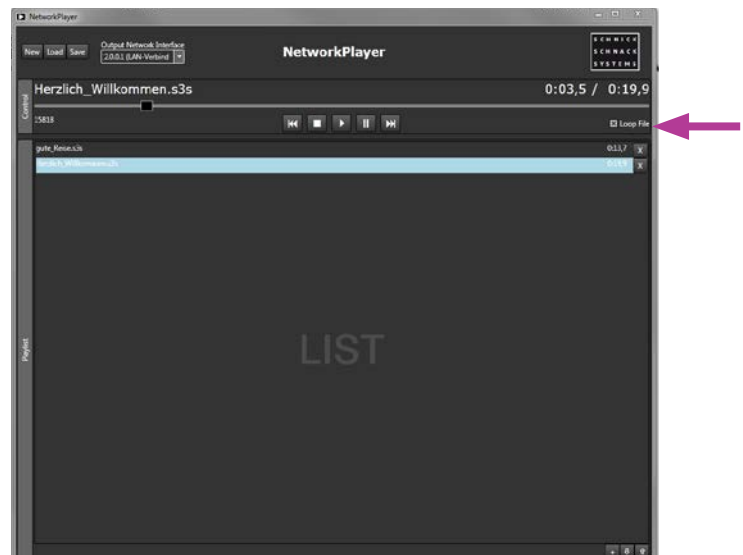 NetworkPlayer
New Load Save
Output Network Interface
2.0.0.1 (LAN-Verbind
NetworkPlayer
SCHNICK
SCHNACK
SYSTEMS
Control
Herzlich_Willkommen.s3s
0:03,5 / 0:19,9
15813
Loop File
gute_Reise.s3s
0:13,7 X
Herzlich_Willkommen.s3s
0:19,9 X
Playlist
LIST